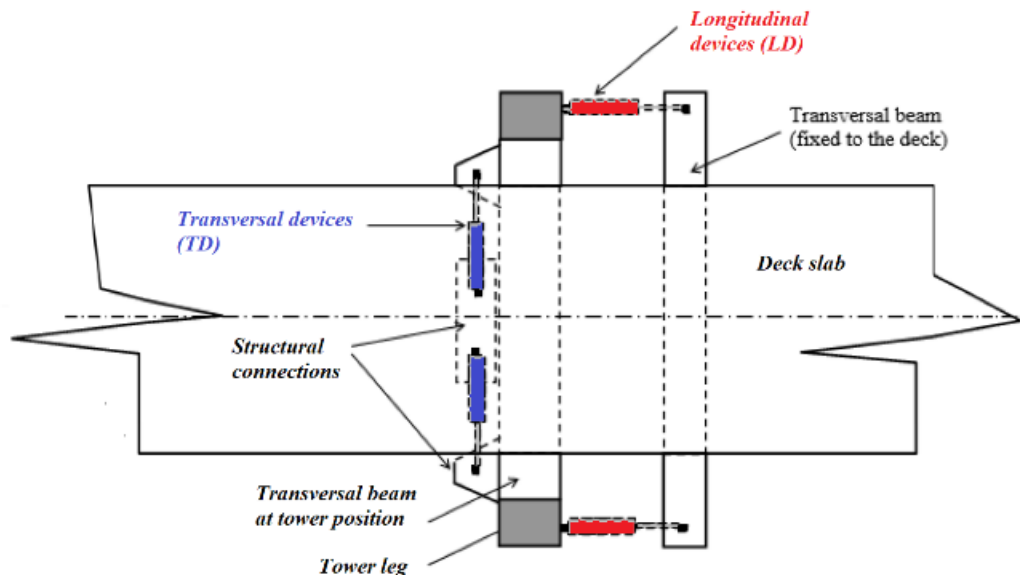 Longitudinal
devices (LD)
Transversal beam
(fixed to the deck)
Transversal devices
(TD)
Deck slab
Structural
connections
Transversal beam
at tower position
Tower leg